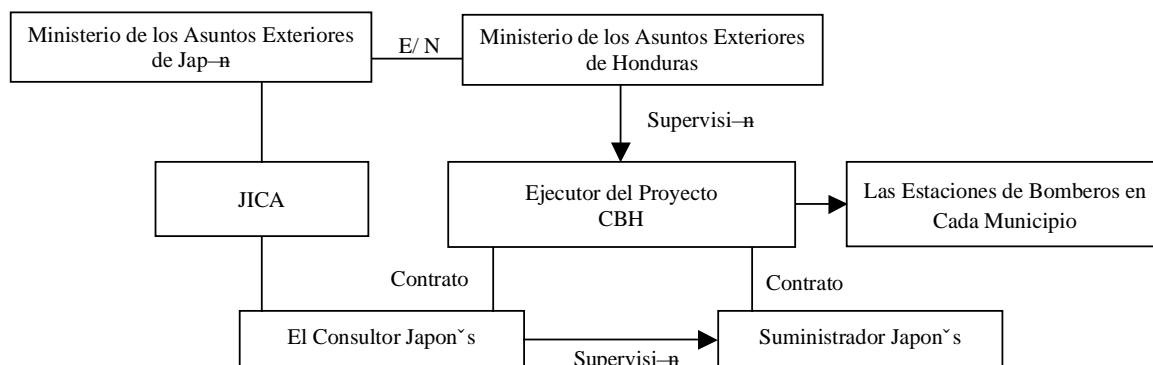 Ministerio de los Asuntos Exteriores
de Jap—n
E/ N
Ministerio de los Asuntos Exteriores
de Honduras
Supervisi—n
JICA
Ejecutor del Proyecto
CBH
Las Estaciones de Bomberos en
Cada Municipio
Contrato
Contrato
El Consultor Japonˇs
Supervisi—n
Suministrador Japonˇs